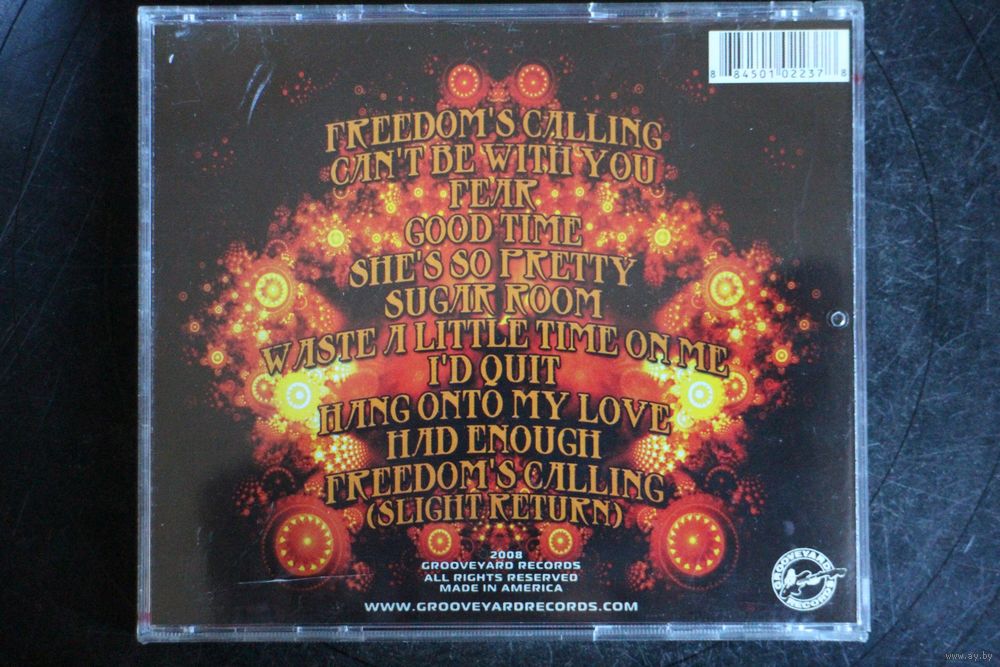 8 84501 02237 8
FREEDOM'S CALLING
CAN'T BE WITH YOU
FEAR
GOOD TIME
SHE'S SO PRETTY
SUGAR ROOM
WASTE A LITTLE TIME ON ME
I'D QUIT
HANG ONTO MY LOVE
HAD ENOUGH
FREEDOM'S CALLING
(SLIGHT RETURN)
2008
GROOVEYARD RECORDS
ALL RIGHTS RESERVED
MADE IN AMERICA
WWW.GROOVEYARDRECORDS.COM
GROOVEYARD
RECORDS
www.ay.by